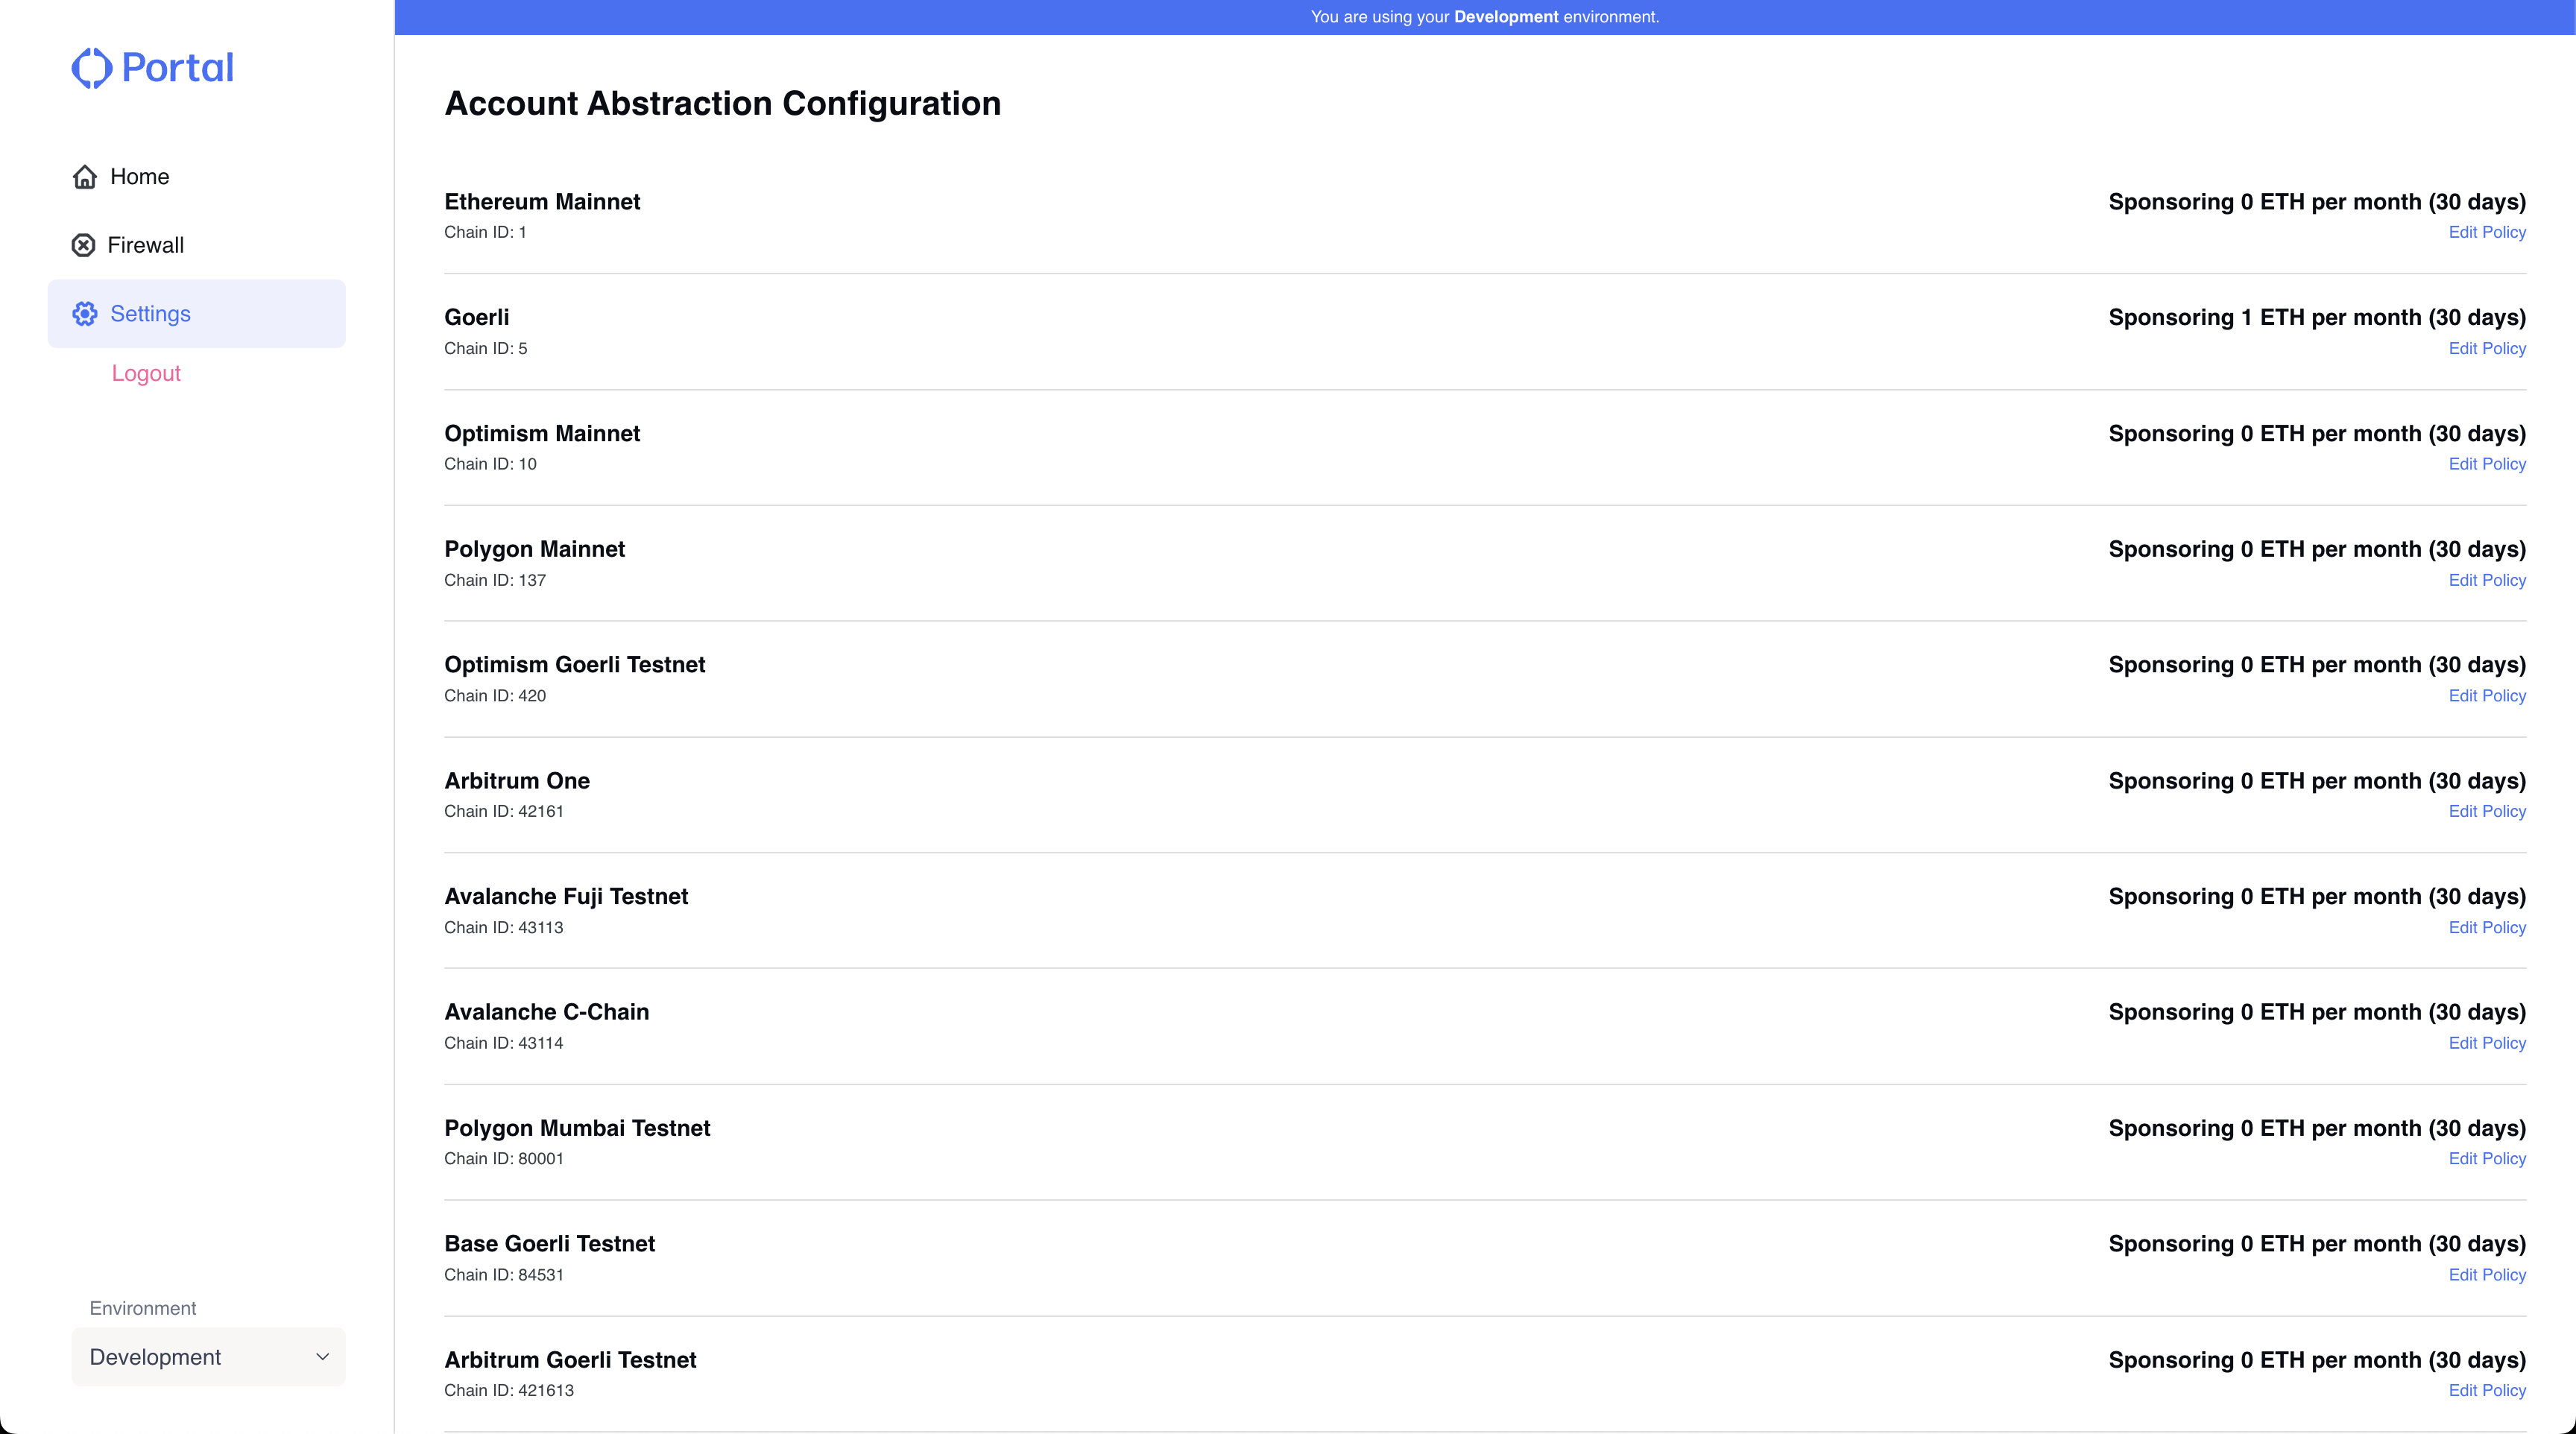 You are using your Development environment.
Portal
Home
Firewall
Settings
Logout
Environment
Development
Account Abstraction Configuration
Ethereum Mainnet
Sponsoring 0 ETH per month (30 days)
Chain ID: 1
Edit Policy
Goerli
Sponsoring 1 ETH per month (30 days)
Chain ID: 5
Edit Policy
Optimism Mainnet
Sponsoring 0 ETH per month (30 days)
Chain ID: 10
Edit Policy
Polygon Mainnet
Sponsoring 0 ETH per month (30 days)
Chain ID: 137
Edit Policy
Optimism Goerli Testnet
Sponsoring 0 ETH per month (30 days)
Chain ID: 420
Edit Policy
Arbitrum One
Sponsoring 0 ETH per month (30 days)
Chain ID: 42161
Edit Policy
Avalanche Fuji Testnet
Sponsoring 0 ETH per month (30 days)
Chain ID: 43113
Edit Policy
Avalanche C-Chain
Sponsoring 0 ETH per month (30 days)
Chain ID: 43114
Edit Policy
Polygon Mumbai Testnet
Sponsoring 0 ETH per month (30 days)
Chain ID: 80001
Edit Policy
Base Goerli Testnet
Sponsoring 0 ETH per month (30 days)
Chain ID: 84531
Edit Policy
Arbitrum Goerli Testnet
Sponsoring 0 ETH per month (30 days)
Chain ID: 421613
Edit Policy